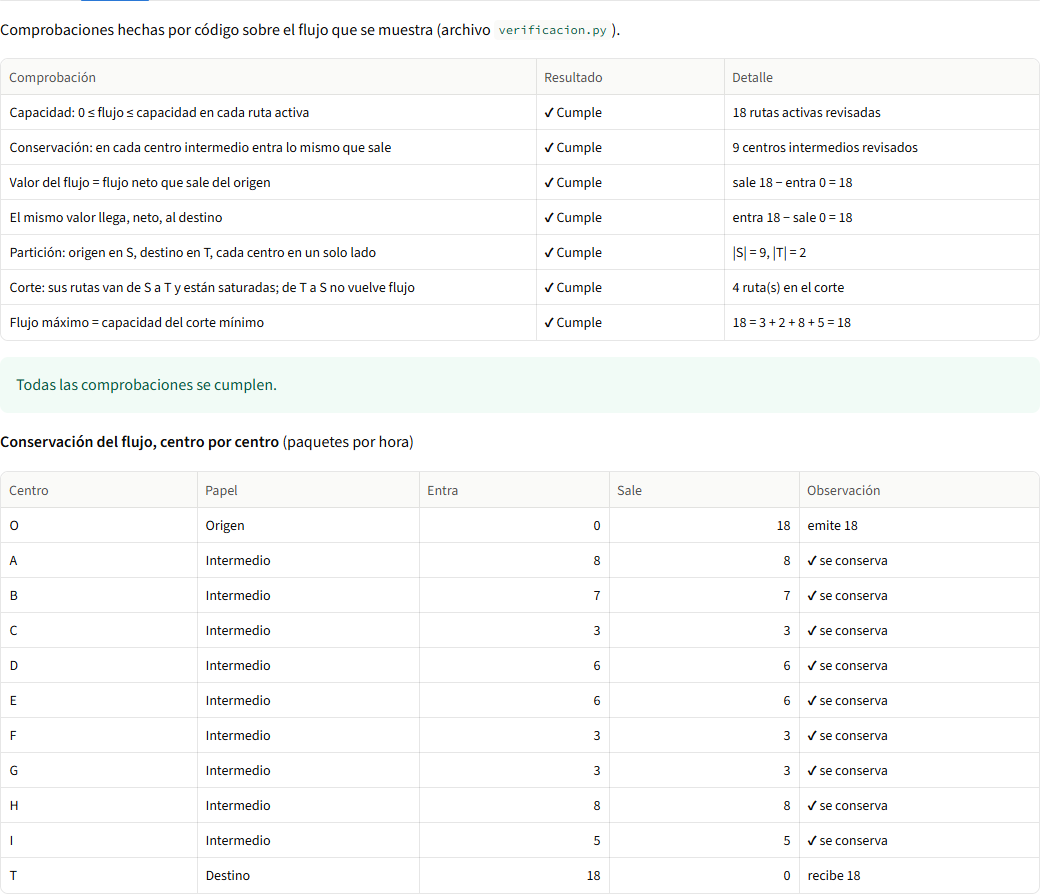 Comprobaciones hechas por código sobre el flujo que se muestra (archivo verificacion.py ).
Comprobación Resultado Detalle
Capacidad: 0 ≤ flujo ≤ capacidad en cada ruta activa ✓ Cumple 18 rutas activas revisadas
Conservación: en cada centro intermedio entra lo mismo que sale ✓ Cumple 9 centros intermedios revisados
Valor del flujo = flujo neto que sale del origen ✓ Cumple sale 18 − entra 0 = 18
El mismo valor llega, neto, al destino ✓ Cumple entra 18 − sale 0 = 18
Partición: origen en S, destino en T, cada centro en un solo lado ✓ Cumple |S| = 9, |T| = 2
Corte: sus rutas van de S a T y están saturadas; de T a S no vuelve flujo ✓ Cumple 4 ruta(s) en el corte
Flujo máximo = capacidad del corte mínimo ✓ Cumple 18 = 3 + 2 + 8 + 5 = 18
Todas las comprobaciones se cumplen.
Conservación del flujo, centro por centro (paquetes por hora)
Centro Papel Entra Sale Observación
O Origen 0 18 emite 18
A Intermedio 8 8 ✓ se conserva
B Intermedio 7 7 ✓ se conserva
C Intermedio 3 3 ✓ se conserva
D Intermedio 6 6 ✓ se conserva
E Intermedio 6 6 ✓ se conserva
F Intermedio 3 3 ✓ se conserva
G Intermedio 3 3 ✓ se conserva
H Intermedio 8 8 ✓ se conserva
I Intermedio 5 5 ✓ se conserva
T Destino 18 0 recibe 18